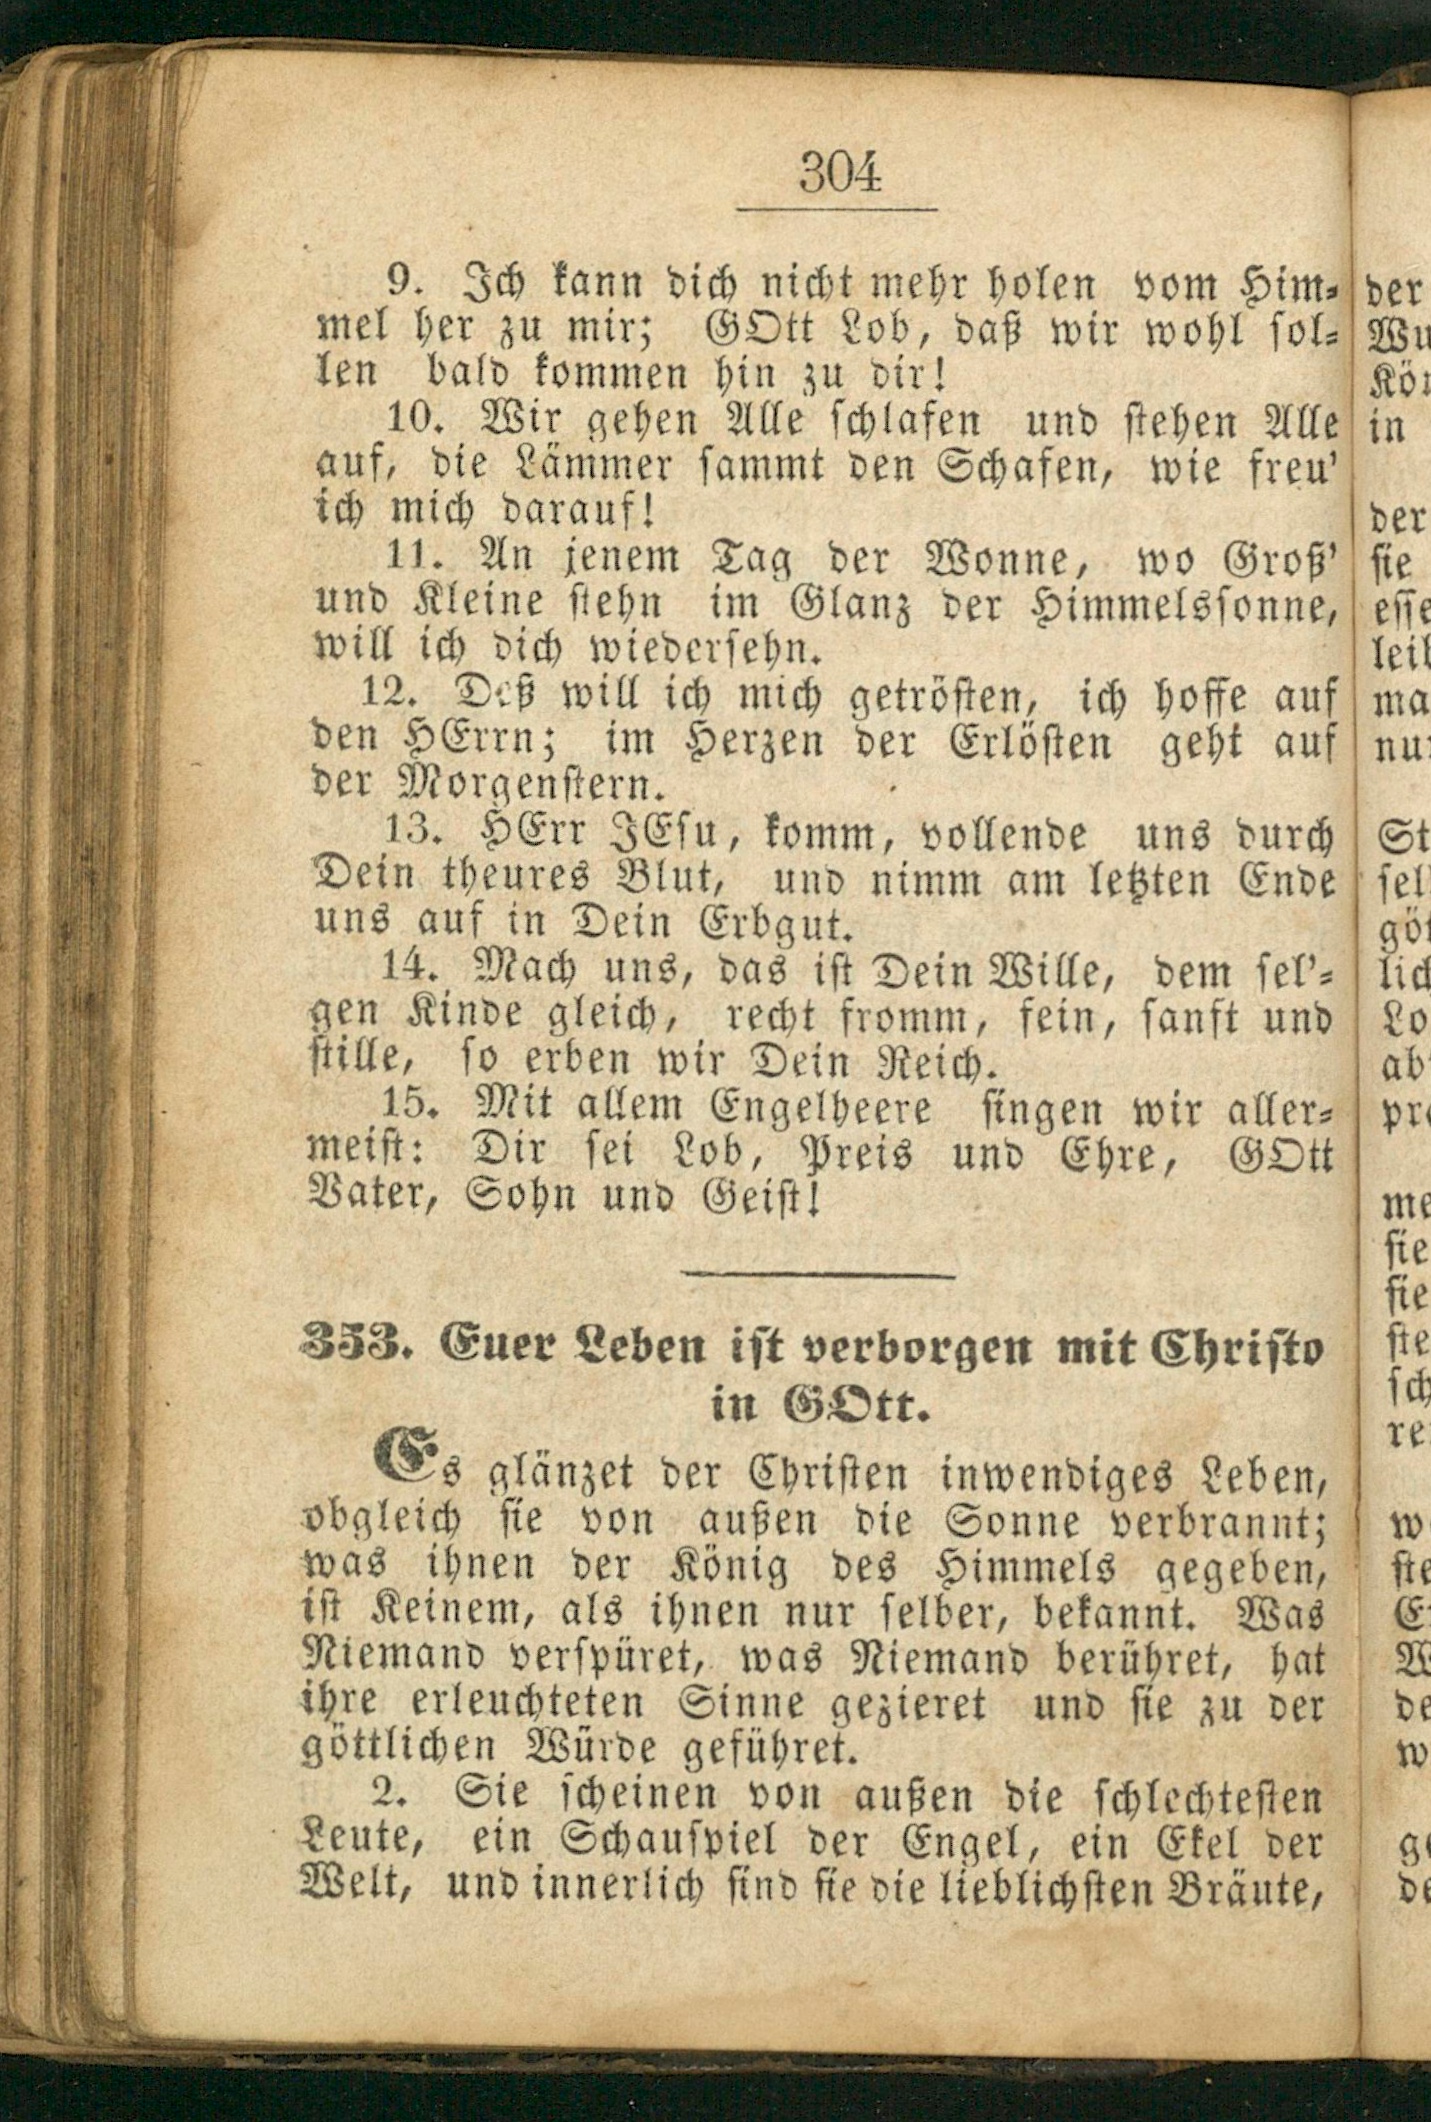 304
9. Ich kann dich nicht mehr holen vom Him-
mel her zu mir; GOtt Lob, daß wir wohl sol-
len bald kommen hin zu dir!
10. Wir gehen Alle schlafen und stehen Alle
auf, die Lämmer sammt den Schafen, wie freu'
ich mich darauf!
11. An jenem Tag der Wonne, wo Groß'
und Kleine stehn im Glanz der Himmelssonne,
will ich dich wiedersehn.
12. Deß will ich mich getrösten, ich hoffe auf
den HErrn; im Herzen der Erlösten geht auf
der Morgenstern.
13. HErr JEsu, komm, vollende uns durch
Dein theures Blut, und nimm am letzten Ende
uns auf in Dein Erbgut.
14. Mach uns, das ist Dein Wille, dem sel'-
gen Kinde gleich, recht fromm, fein, sanft und
stille, so erben wir Dein Reich.
15. Mit allem Engelheere singen wir aller-
meist: Dir sei Lob, Preis und Ehre, GOtt
Vater, Sohn und Geist!
353. Euer Leben ist verborgen mit Christo
in GOtt.
Es glänzet der Christen inwendiges Leben,
obgleich sie von außen die Sonne verbrannt;
was ihnen der König des Himmels gegeben,
ist Keinem, als ihnen nur selber, bekannt. Was
Niemand verspüret, was Niemand berühret, hat
ihre erleuchteten Sinne gezieret und sie zu der
göttlichen Würde geführet.
2. Sie scheinen von außen die schlechtesten
Leute, ein Schauspiel der Engel, ein Ekel der
Welt, und innerlich sind sie die lieblichsten Bräute,